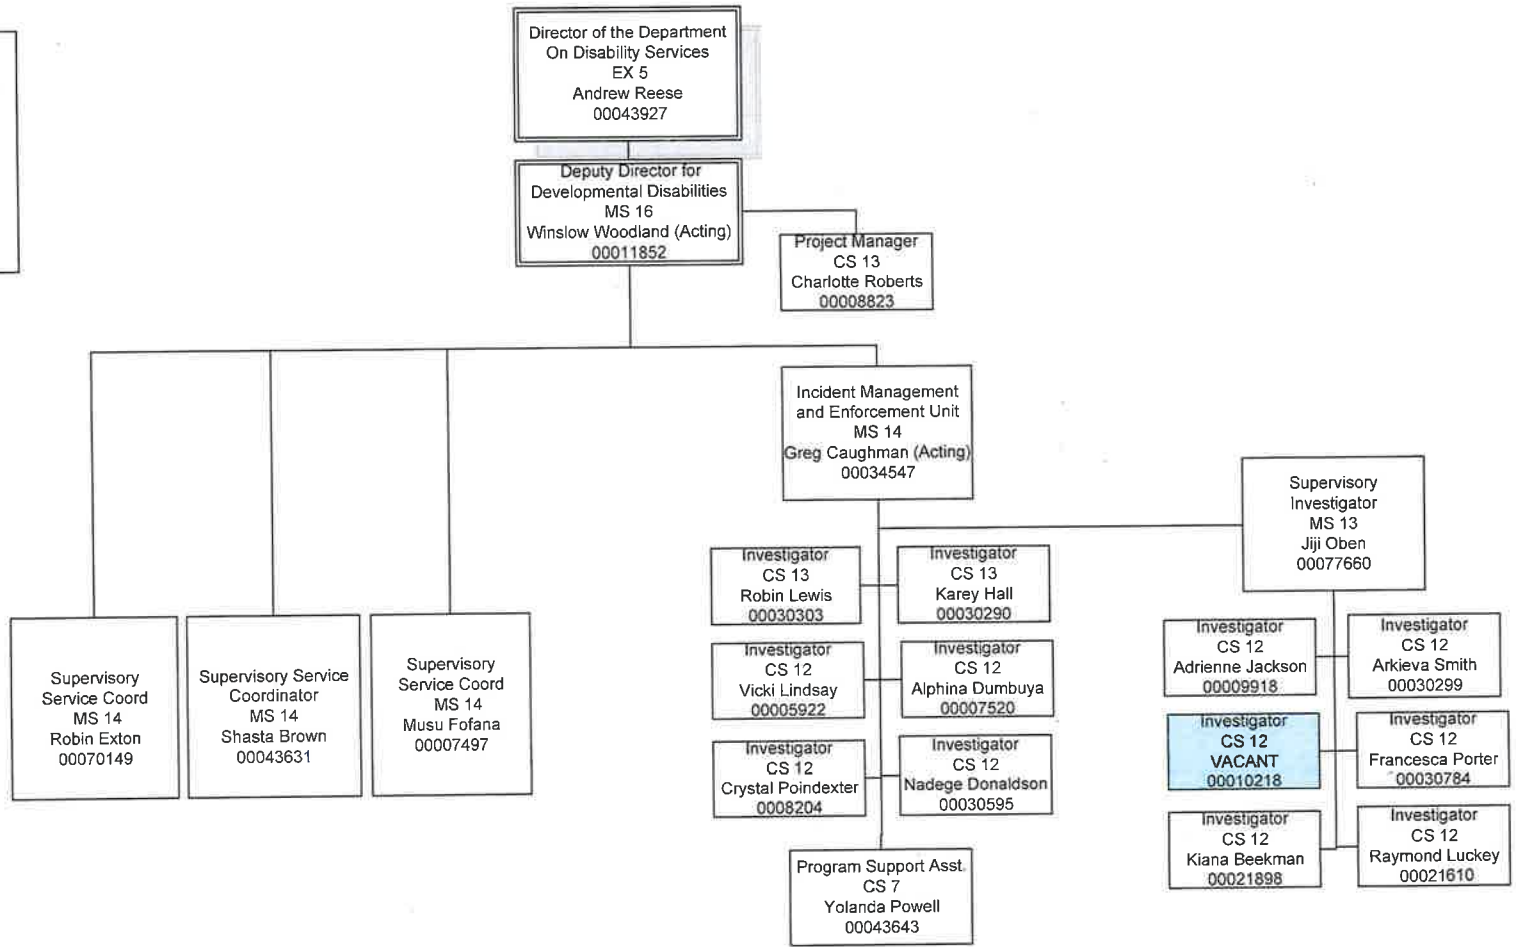 Director of the Department
On Disability Services
EX 5
Andrew Reese
00043927
Deputy Director for
Developmental Disabilities
MS 16
Winslow Woodland (Acting)
00011852
Project Manager
CS 13
Charlotte Roberts
00008823
Incident Management
and Enforcement Unit
MS 14
Greg Caughman (Acting)
00034547
Supervisory
Investigator
MS 13
Jiji Oben
00077660
Supervisory
Service Coord
MS 14
Robin Exton
00070149
Supervisory Service
Coordinator
MS 14
Shasta Brown
00043631
Supervisory
Service Coord
MS 14
Musu Fofana
00007497
Investigator
CS 13
Robin Lewis
00030303
Investigator
CS 13
Karey Hall
00030290
Investigator
CS 12
Vicki Lindsay
00005922
Investigator
CS 12
Alphina Dumbuya
00007520
Investigator
CS 12
Crystal Poindexter
0008204
Investigator
CS 12
Nadege Donaldson
00030595
Program Support Asst.
CS 7
Yolanda Powell
00043643
Investigator
CS 12
Adrienne Jackson
00009918
Investigator
CS 12
Arkieva Smith
00030299
Investigator
CS 12
VACANT
00010218
Investigator
CS 12
Francesca Porter
00030784
Investigator
CS 12
Kiana Beekman
00021898
Investigator
CS 12
Raymond Luckey
00021610